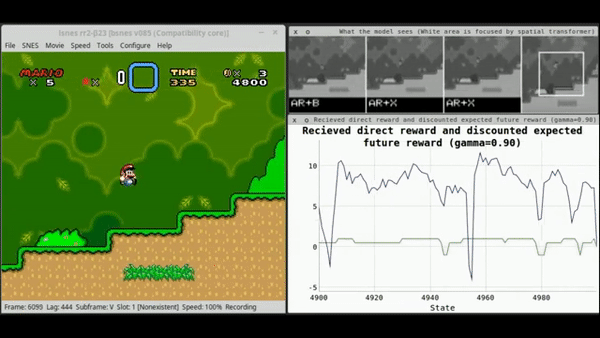 lsnes rr2-β23 [bsnes v085 (Compatibility core)]
File SNES Movie Speed Tools Configure Help
MARIO
x 5
x
0
TIME
335
x 3
4800
Frame: 6099 Lag: 444 Subframe: V Slot: 1 [Nonexistent] Speed: 100% Recording
What the model sees (White area is focused by spatial transformer)
AR+B
AR+X
AR+X
Recieved direct reward and discounted expected future reward (gamma=0.90)
Recieved direct reward and discounted expected
future reward (gamma=0.90)
10
5
0
-5
4900 4920 4940 4960 4980
State